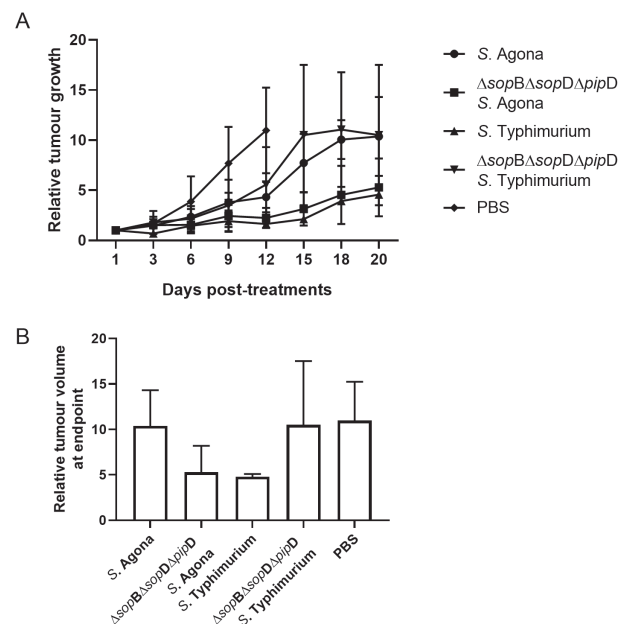 A
20
15
10
5
0
Relative tumour growth
1 3 6 9 12 15 18 20
Days post-treatments
S. Agona
ΔsopBΔsopDΔpipD
S. Agona
S. Typhimurium
ΔsopBΔsopDΔpipD
S. Typhimurium
PBS
B
20
15
10
5
0
Relative tumour volume
at endpoint
S. Agona
ΔsopBΔsopDΔpipD
S. Agona
S. Typhimurium
ΔsopBΔsopDΔpipD
S. Typhimurium
PBS